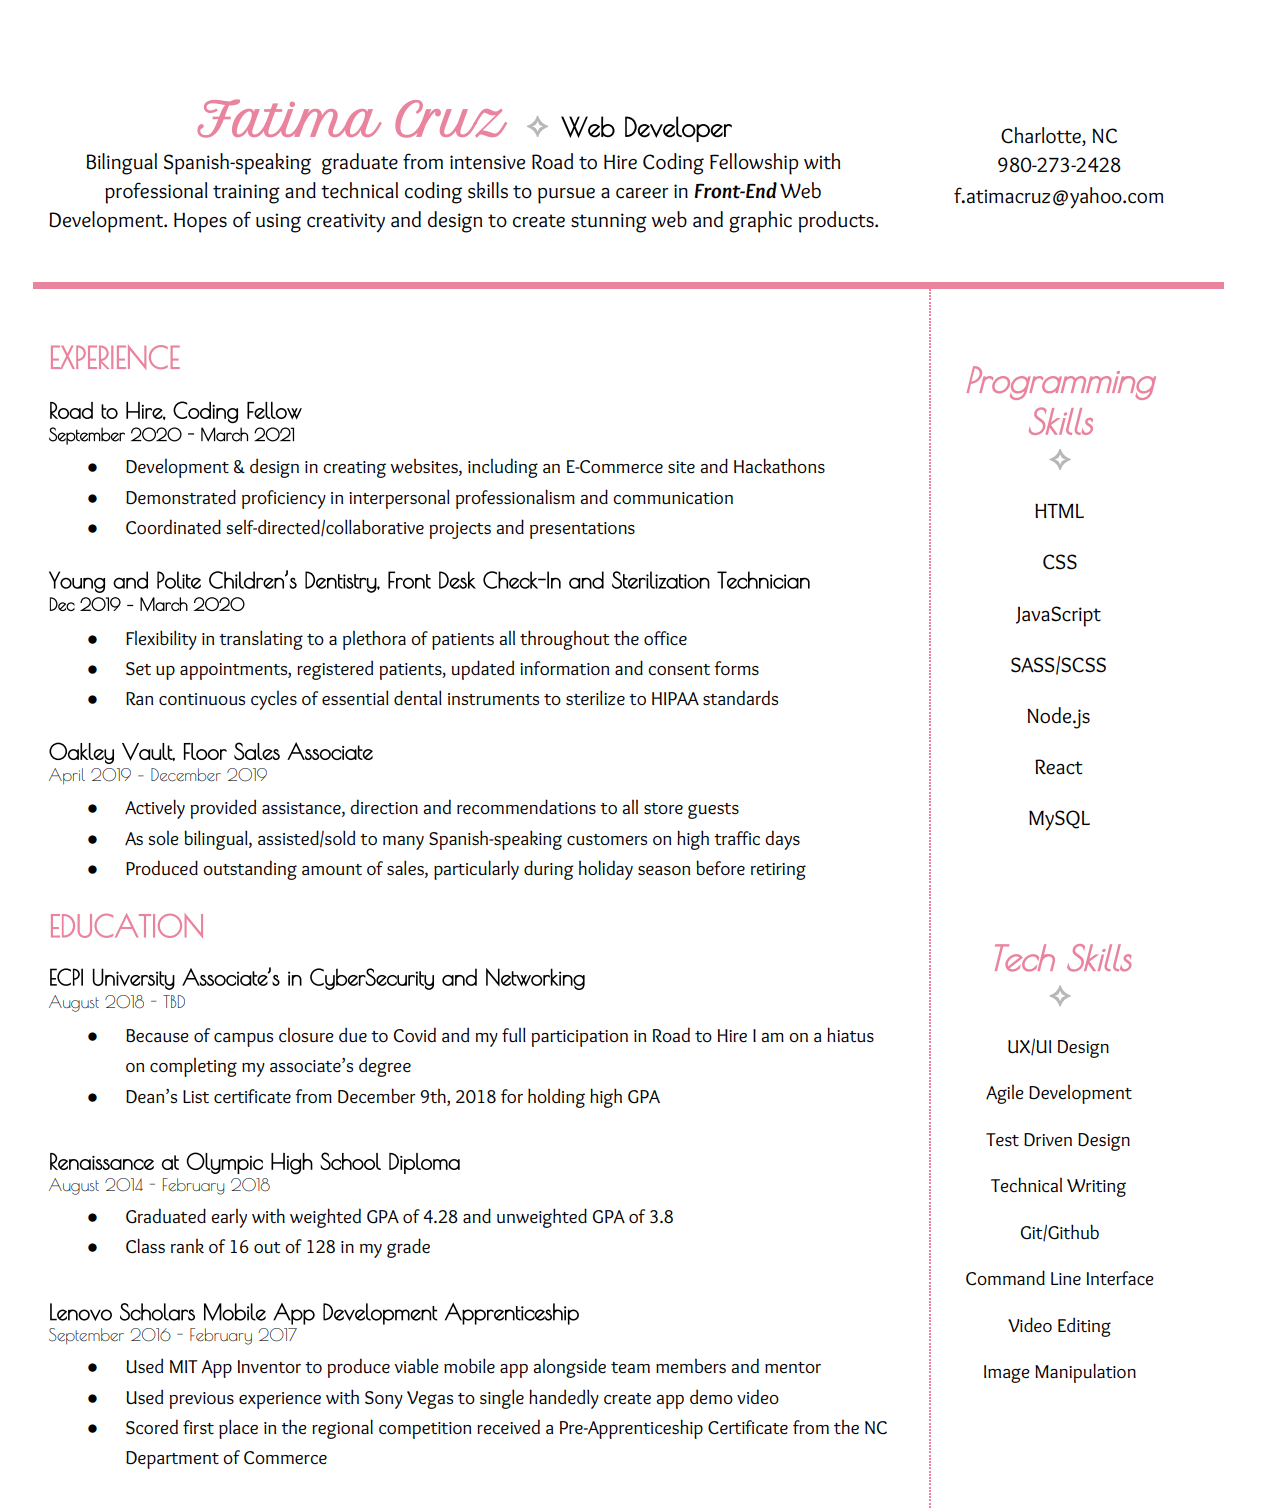 Fatima Cruz ✧ Web Developer
Bilingual Spanish-speaking graduate from intensive Road to Hire Coding Fellowship with
professional training and technical coding skills to pursue a career in Front-End Web
Development. Hopes of using creativity and design to create stunning web and graphic products.
Charlotte, NC
980-273-2428
f.atimacruz@yahoo.com
EXPERIENCE
Road to Hire, Coding Fellow
September 2020 - March 2021
● Development & design in creating websites, including an E-Commerce site and Hackathons
● Demonstrated proficiency in interpersonal professionalism and communication
● Coordinated self-directed/collaborative projects and presentations
Young and Polite Children's Dentistry, Front Desk Check-In and Sterilization Technician
Dec 2019 - March 2020
● Flexibility in translating to a plethora of patients all throughout the office
● Set up appointments, registered patients, updated information and consent forms
● Ran continuous cycles of essential dental instruments to sterilize to HIPAA standards
Oakley Vault, Floor Sales Associate
April 2019 - December 2019
● Actively provided assistance, direction and recommendations to all store guests
● As sole bilingual, assisted/sold to many Spanish-speaking customers on high traffic days
● Produced outstanding amount of sales, particularly during holiday season before retiring
EDUCATION
ECPI University Associate's in CyberSecurity and Networking
August 2018 - TBD
● Because of campus closure due to Covid and my full participation in Road to Hire I am on a hiatus
on completing my associate's degree
● Dean's List certificate from December 9th, 2018 for holding high GPA
Renaissance at Olympic High School Diploma
August 2014 - February 2018
● Graduated early with weighted GPA of 4.28 and unweighted GPA of 3.8
● Class rank of 16 out of 128 in my grade
Lenovo Scholars Mobile App Development Apprenticeship
September 2016 - February 2017
● Used MIT App Inventor to produce viable mobile app alongside team members and mentor
● Used previous experience with Sony Vegas to single handedly create app demo video
● Scored first place in the regional competition received a Pre-Apprenticeship Certificate from the NC
Department of Commerce
Programming
Skills
✧
HTML
CSS
JavaScript
SASS/SCSS
Node.js
React
MySQL
Tech Skills
✧
UX/UI Design
Agile Development
Test Driven Design
Technical Writing
Git/Github
Command Line Interface
Video Editing
Image Manipulation